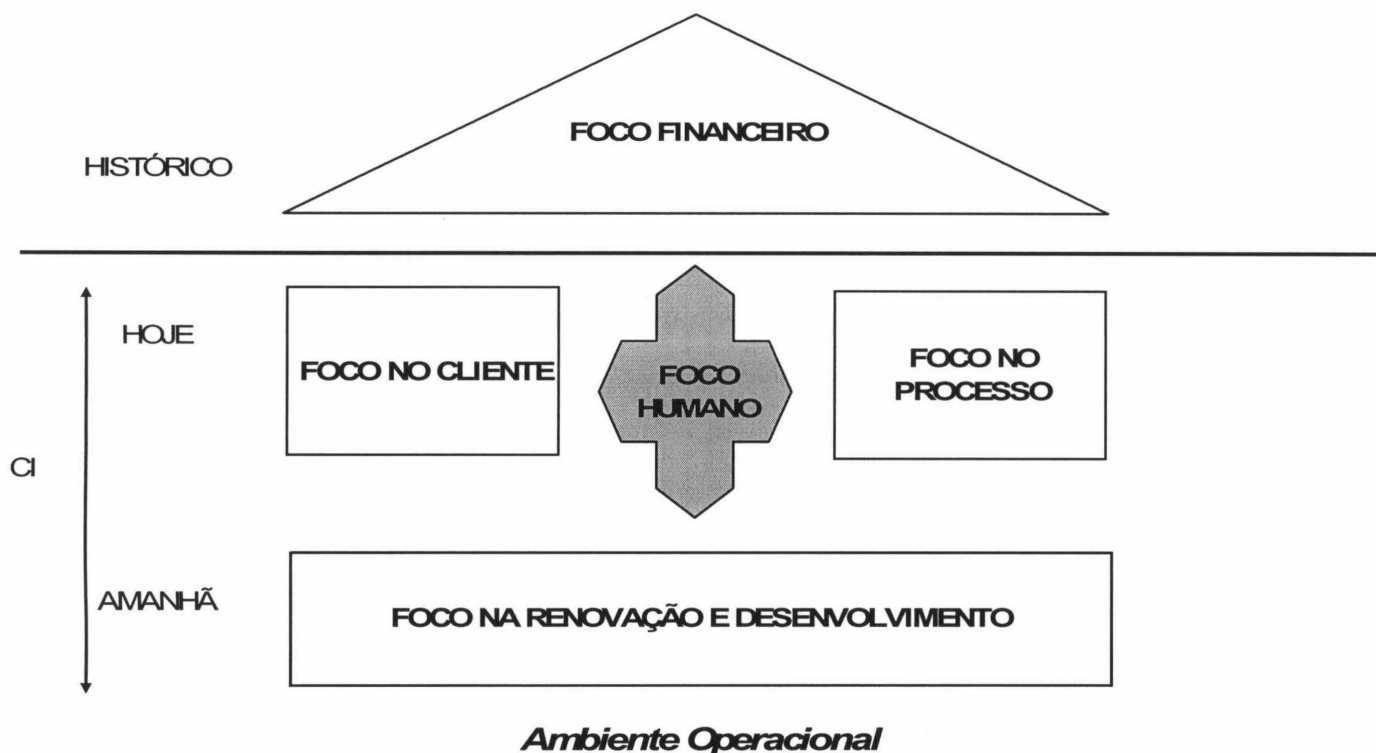 FOCO FINANCEIRO
HISTÓRICO
HOJE
FOCO NO CLIENTE
FOCO
HUMANO
FOCO NO
PROCESSO
CI
AMANHÃ
FOCO NA RENOVAÇÃO E DESENVOLVIMENTO
Ambiente Operacional